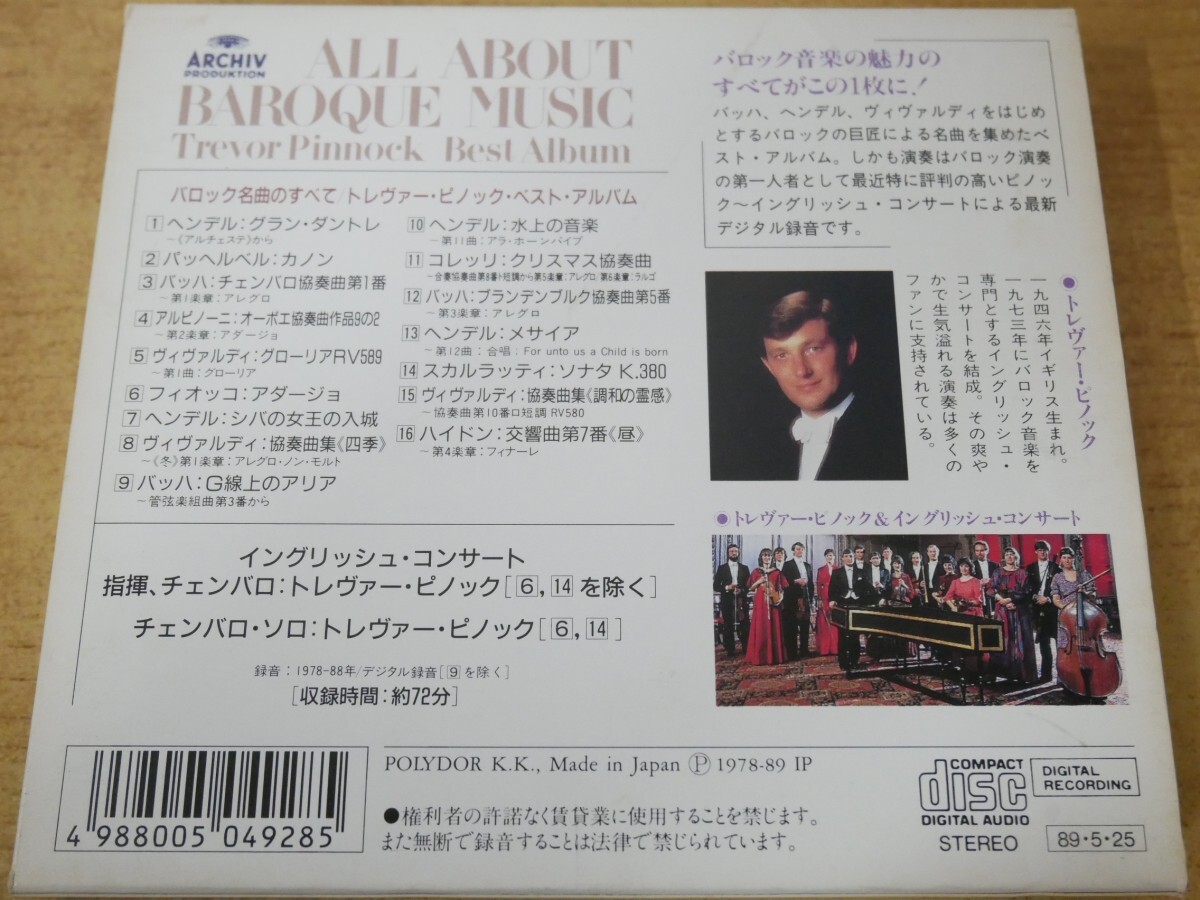 ARCHIV
PRODUKTION
ALL ABOUT
BAROQUE MUSIC
Trevor Pinnock Best Album
バロック名曲のすべて/トレヴァー・ピノック・ベスト・アルバム
1 ヘンデル:グラン・ダントレ
〜《アルチェステ》から
2 パッヘルベル:カノン
3 バッハ:チェンバロ協奏曲第1番
〜第1楽章:アレグロ
4 アルビノーニ:オーボエ協奏曲作品9の2
〜第2楽章:アダージョ
5 ヴィヴァルディ:グローリアRV589
〜第1曲:グローリア
6 フィオッコ:アダージョ
7 ヘンデル:シバの女王の入城
8 ヴィヴァルディ:協奏曲集《四季》
〜《冬》第1楽章:アレグロ・ノン・モルト
9 バッハ:G線上のアリア
〜管弦楽組曲第3番から
10 ヘンデル:水上の音楽
〜第11曲:アラ・ホーンパイプ
11 コレッリ:クリスマス協奏曲
〜合奏協奏曲第8番ト短調から第5楽章:アレグロ/第6楽章:ラルゴ
12 バッハ:ブランデンブルク協奏曲第5番
〜第3楽章:アレグロ
13 ヘンデル:メサイア
〜第12曲:合唱:For unto us a Child is born
14 スカルラッティ:ソナタ K.380
15 ヴィヴァルディ:協奏曲集《調和の霊感》
〜協奏曲第10番ロ短調 RV580
16 ハイドン:交響曲第7番《昼》
〜第4楽章:フィナーレ
イングリッシュ・コンサート
指揮、チェンバロ:トレヴァー・ピノック[6,14を除く]
チェンバロ・ソロ:トレヴァー・ピノック[6,14]
録音:1978-88年/デジタル録音[9を除く]
[収録時間:約72分]
バロック音楽の魅力の
すべてがこの1枚に!
バッハ、ヘンデル、ヴィヴァルディをはじめ
とするバロックの巨匠による名曲を集めたベ
スト・アルバム。しかも演奏はバロック演奏
の第一人者として最近特に評判の高いピノッ
ク〜イングリッシュ・コンサートによる最新
デジタル録音です。
●トレヴァー・ピノック
一九四六年イギリス生まれ。
一九七三年にバロック音楽を
専門とするイングリッシュ・
コンサートを結成。その爽や
かで生気溢れる演奏は多くの
ファンに支持されている。
●トレヴァー・ピノック&イングリッシュ・コンサート
4 988005 049285
POLYDOR K.K., Made in Japan Ⓟ 1978-89 IP
●権利者の許諾なく賃貸業に使用することを禁じます。
また無断で録音することは法律で禁じられています。
COMPACT
disc
DIGITAL AUDIO
STEREO
DIGITAL
RECORDING
89・5・25